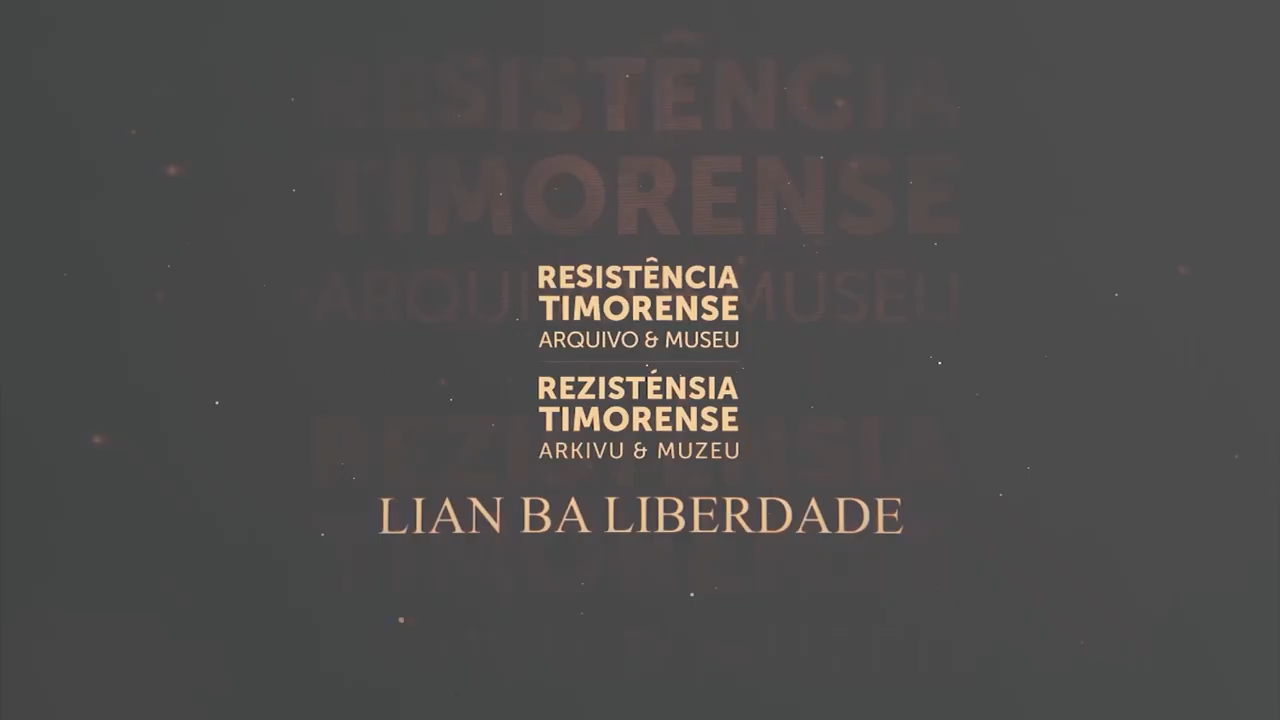 RESISTÊNCIA
TIMORENSE
ARQUIVO & MUSEU
REZISTÉNSIA
TIMORENSE
ARKIVU & MUZEU
LIAN BA LIBERDADE